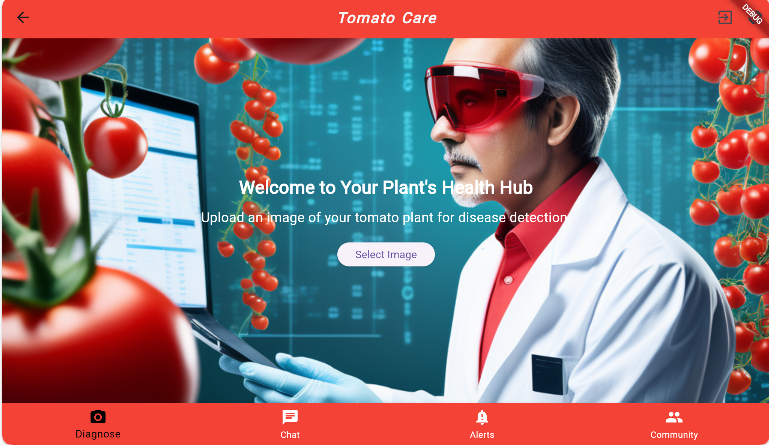 Tomato Care
DEBUG
Welcome to Your Plant's Health Hub
Upload an image of your tomato plant for disease detection
Select Image
Diagnose
Chat
Alerts
Community